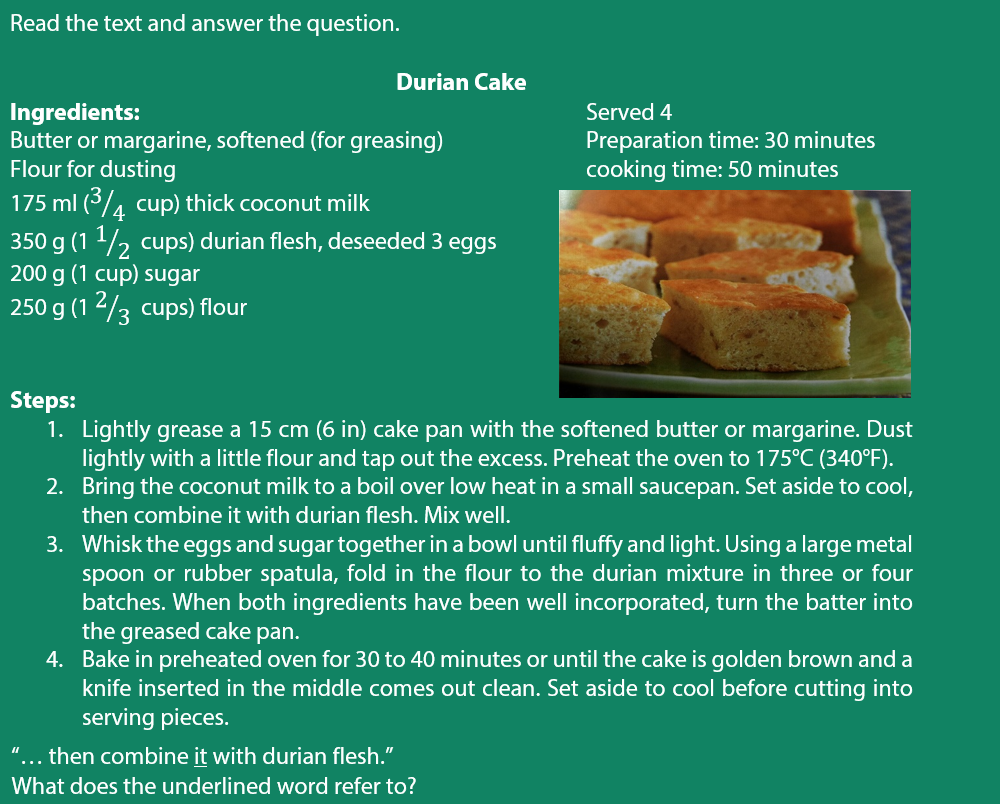 Read the text and answer the question.
Durian Cake
Ingredients:
Butter or margarine, softened (for greasing)
Flour for dusting
175 ml (3/4 cup) thick coconut milk
350 g (1 1/2 cups) durian flesh, deseeded 3 eggs
200 g (1 cup) sugar
250 g (1 2/3 cups) flour
Served 4
Preparation time: 30 minutes
cooking time: 50 minutes
Steps:
1. Lightly grease a 15 cm (6 in) cake pan with the softened butter or margarine. Dust
lightly with a little flour and tap out the excess. Preheat the oven to 175°C (340°F).
2. Bring the coconut milk to a boil over low heat in a small saucepan. Set aside to cool,
then combine it with durian flesh. Mix well.
3. Whisk the eggs and sugar together in a bowl until fluffy and light. Using a large metal
spoon or rubber spatula, fold in the flour to the durian mixture in three or four
batches. When both ingredients have been well incorporated, turn the batter into
the greased cake pan.
4. Bake in preheated oven for 30 to 40 minutes or until the cake is golden brown and a
knife inserted in the middle comes out clean. Set aside to cool before cutting into
serving pieces.
“… then combine it with durian flesh.”
What does the underlined word refer to?